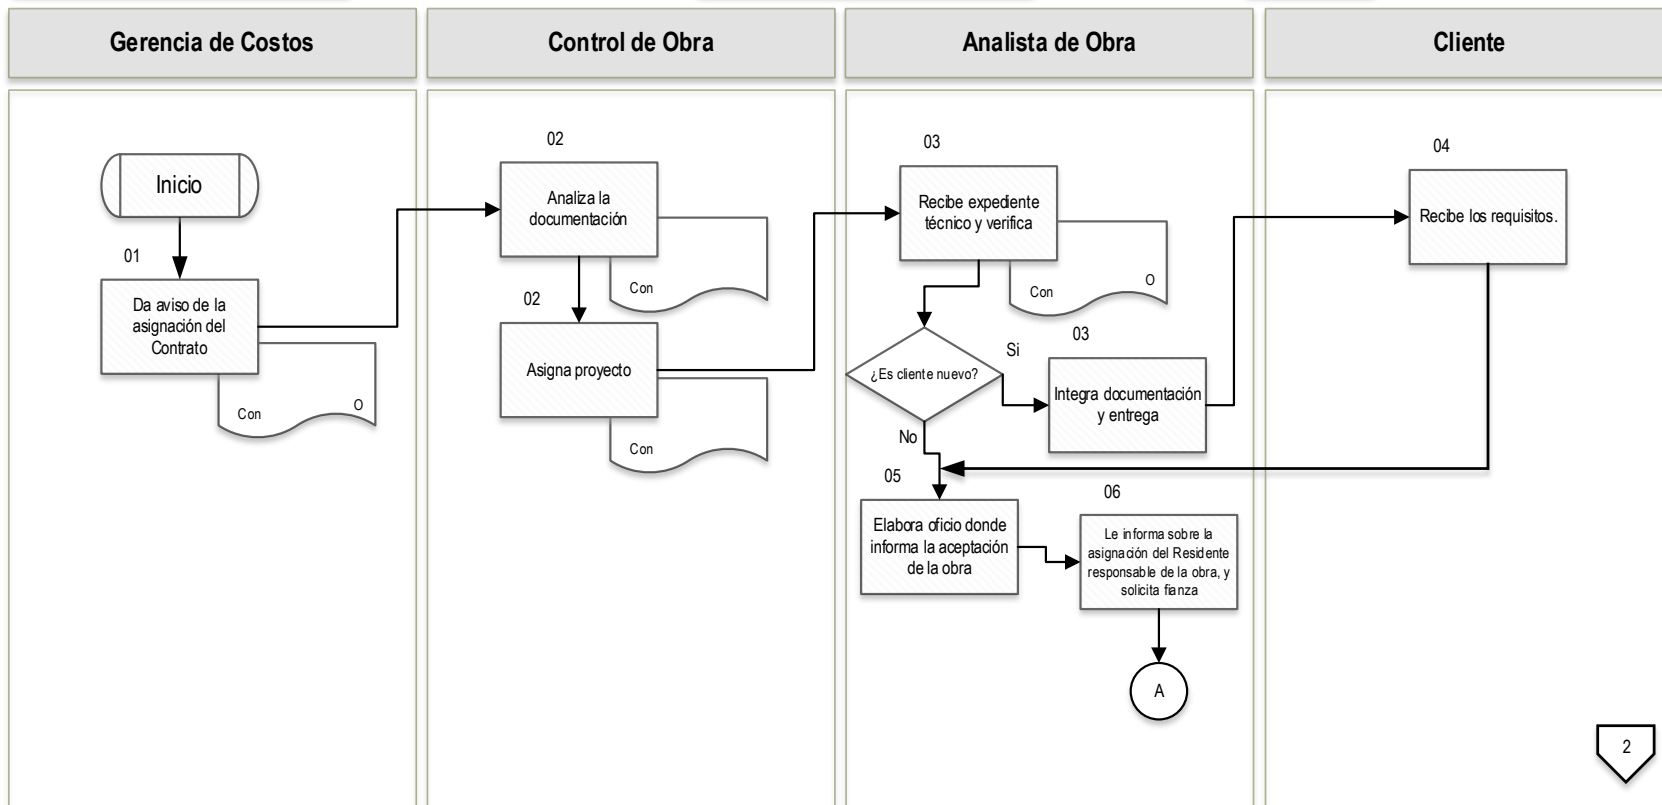 Gerencia de Costos
Control de Obra
Analista de Obra
Cliente
Inicio
01
Da aviso de la
asignación del
Contrato
Con
O
02
Analiza la
documentación
Con
02
Asigna proyecto
Con
03
Recibe expediente
técnico y verifica
Con
O
¿Es cliente nuevo?
Si
No
03
Integra documentación
y entrega
04
Recibe los requisitos.
05
Elabora oficio donde
informa la aceptación
de la obra
06
Le informa sobre la
asignación del Residente
responsable de la obra, y
solicita fianza
A
2